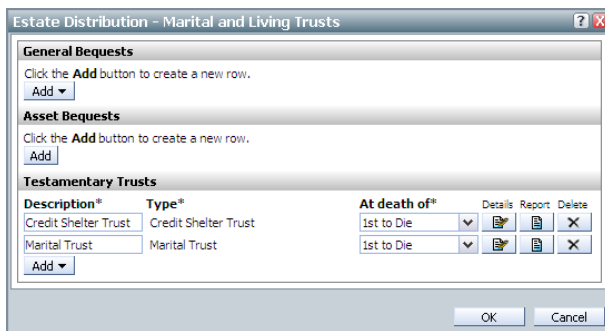 Estate Distribution - Marital and Living Trusts ? X
General Bequests
Click the Add button to create a new row.
Add
Asset Bequests
Click the Add button to create a new row.
Add
Testamentary Trusts
Description* Type* At death of* Details Report Delete
Credit Shelter Trust Credit Shelter Trust 1st to Die
Marital Trust Marital Trust 1st to Die
Add
OK Cancel